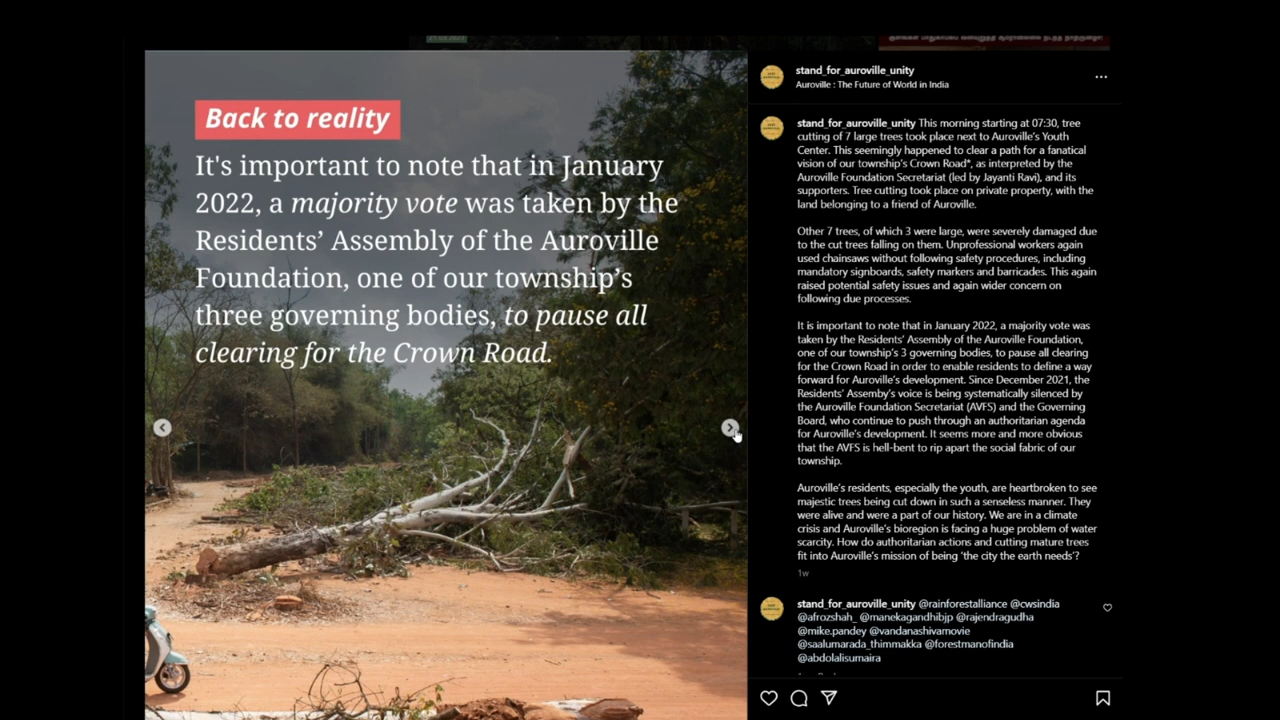 Back to reality
It's important to note that in January
2022, a majority vote was taken by the
Residents' Assembly of the Auroville
Foundation, one of our township's
three governing bodies, to pause all
clearing for the Crown Road.
stand_for_auroville_unity
Auroville : The Future of World in India
stand_for_auroville_unity This morning starting at 07:30, tree
cutting of 7 large trees took place next to Auroville's Youth
Center. This seemingly happened to clear a path for a fanatical
vision of our township's Crown Road*, as interpreted by the
Auroville Foundation Secretariat (led by Jayanti Ravi), and its
supporters. Tree cutting took place on private property, with the
land belonging to a friend of Auroville.
Other 7 trees, of which 3 were large, were severely damaged due
to the cut trees falling on them. Unprofessional workers again
used chainsaws without following safety procedures, including
mandatory signboards, safety markers and barricades. This again
raised potential safety issues and again wider concern on
following due processes.
It is important to note that in January 2022, a majority vote was
taken by the Residents' Assembly of the Auroville Foundation,
one of our township's 3 governing bodies, to pause all clearing
for the Crown Road in order to enable residents to define a way
forward for Auroville's development. Since December 2021, the
Residents' Assemby's voice is being systematically silenced by
the Auroville Foundation Secretariat (AVFS) and the Governing
Board, who continue to push through an authoritarian agenda
for Auroville's development. It seems more and more obvious
that the AVFS is hell-bent to rip apart the social fabric of our
township.
Auroville's residents, especially the youth, are heartbroken to see
majestic trees being cut down in such a senseless manner. They
were alive and were a part of our history. We are in a climate
crisis and Auroville's bioregion is facing a huge problem of water
scarcity. How do authoritarian actions and cutting mature trees
fit into Auroville's mission of being 'the city the earth needs'?
1w
stand_for_auroville_unity @rainforestalliance @cwsindia
@afrozshah_ @manekagandhibjp @rajendragudha
@mike.pandey @vandanashivamovie
@saalumarada_thimmakka @forestmanofindia
@abdolalisumaira